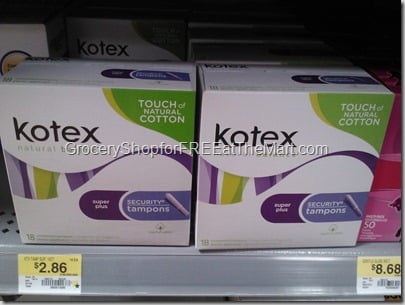 kotex
TOUCH of
NATURAL
COTTON
kotex
natural b
super
plus
SECURITY
tampons
18
TOUCH of
NATURAL
COTTON
kotex
super
plus
SECURITY
tampons
18
50
GroceryShopforFREEatTheMart.com
$2.86
$8.68